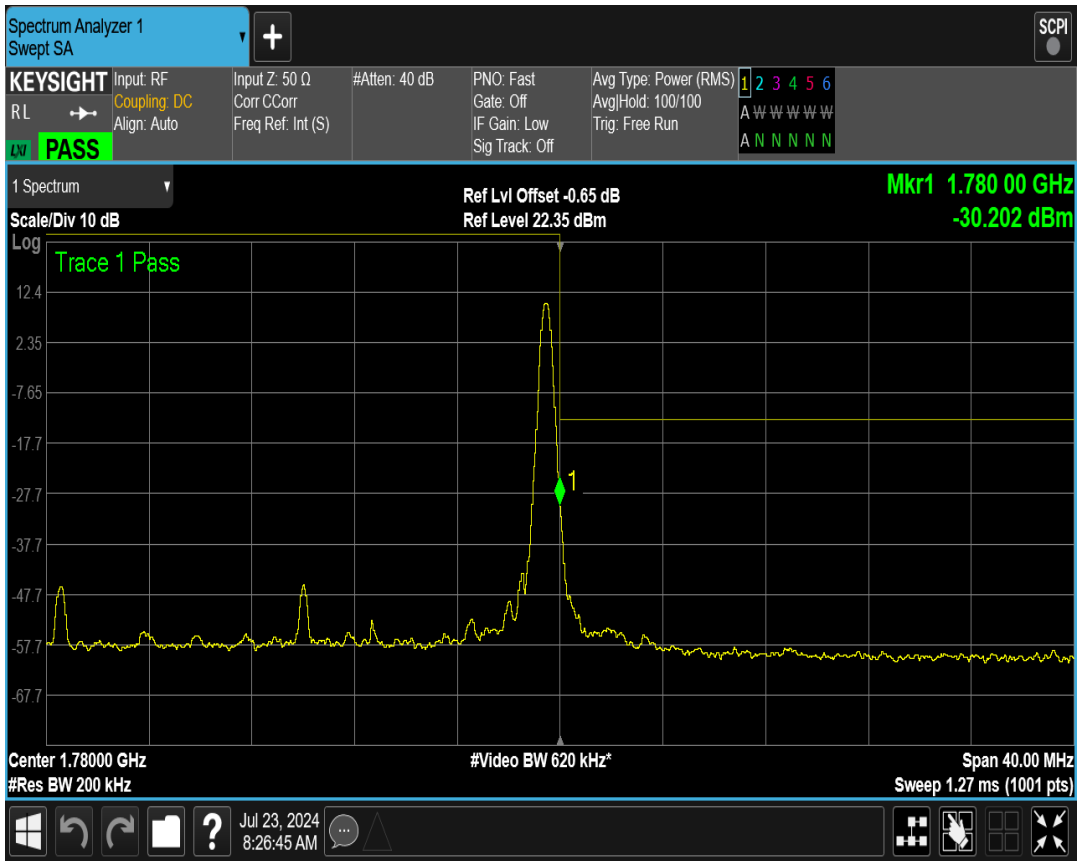 Spectrum Analyzer 1
Swept SA
SCPI
KEYSIGHT
RL
LXI PASS
Input: RF
Coupling: DC
Align: Auto
Input Z: 50 Ω
Corr CCorr
Freq Ref: Int (S)
#Atten: 40 dB
PNO: Fast
Gate: Off
IF Gain: Low
Sig Track: Off
Avg Type: Power (RMS)
Avg|Hold: 100/100
Trig: Free Run
1 2 3 4 5 6
A W W W W W
A N N N N N
1 Spectrum
Scale/Div 10 dB
Ref Lvl Offset -0.65 dB
Ref Level 22.35 dBm
Mkr1 1.780 00 GHz
-30.202 dBm
Log
Trace 1 Pass
12.4
2.35
-7.65
-17.7
-27.7
-37.7
-47.7
-57.7
-67.7
1
Center 1.78000 GHz
#Res BW 200 kHz
#Video BW 620 kHz*
Span 40.00 MHz
Sweep 1.27 ms (1001 pts)
?
Jul 23, 2024
8:26:45 AM